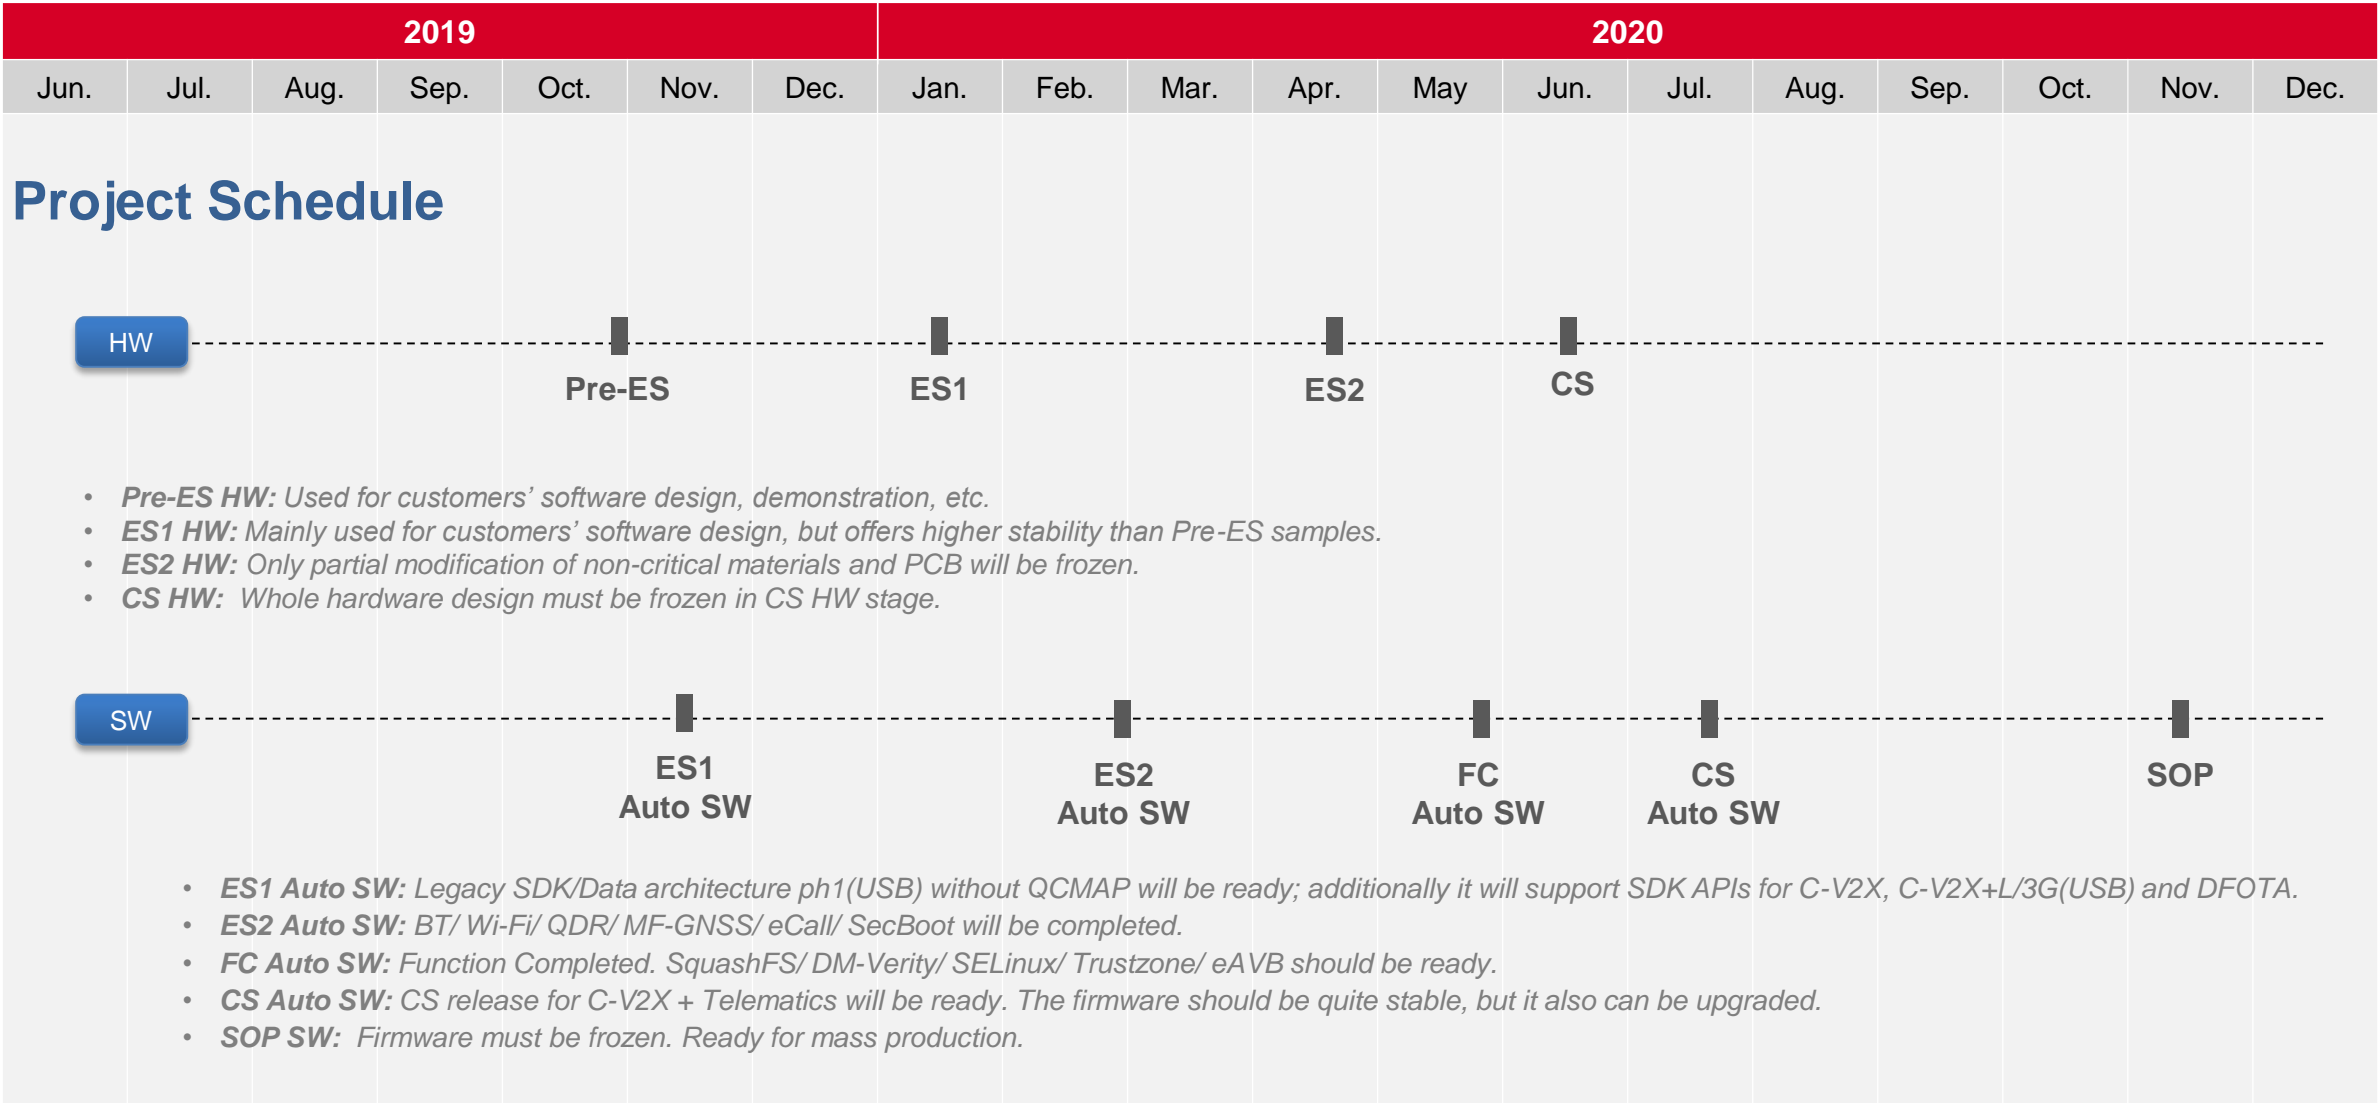 2019 2020
Jun. Jul. Aug. Sep. Oct. Nov. Dec. Jan. Feb. Mar. Apr. May Jun. Jul. Aug. Sep. Oct. Nov. Dec.
Project Schedule
HW
Pre-ES ES1 ES2 CS
• Pre-ES HW: Used for customers’ software design, demonstration, etc.
• ES1 HW: Mainly used for customers’ software design, but offers higher stability than Pre-ES samples.
• ES2 HW: Only partial modification of non-critical materials and PCB will be frozen.
• CS HW: Whole hardware design must be frozen in CS HW stage.
SW
ES1 ES2 FC CS SOP
Auto SW Auto SW Auto SW Auto SW
• ES1 Auto SW: Legacy SDK/Data architecture ph1(USB) without QCMAP will be ready; additionally it will support SDK APIs for C-V2X, C-V2X+L/3G(USB) and DFOTA.
• ES2 Auto SW: BT/ Wi-Fi/ QDR/ MF-GNSS/ eCall/ SecBoot will be completed.
• FC Auto SW: Function Completed. SquashFS/ DM-Verity/ SELinux/ Trustzone/ eAVB should be ready.
• CS Auto SW: CS release for C-V2X + Telematics will be ready. The firmware should be quite stable, but it also can be upgraded.
• SOP SW: Firmware must be frozen. Ready for mass production.